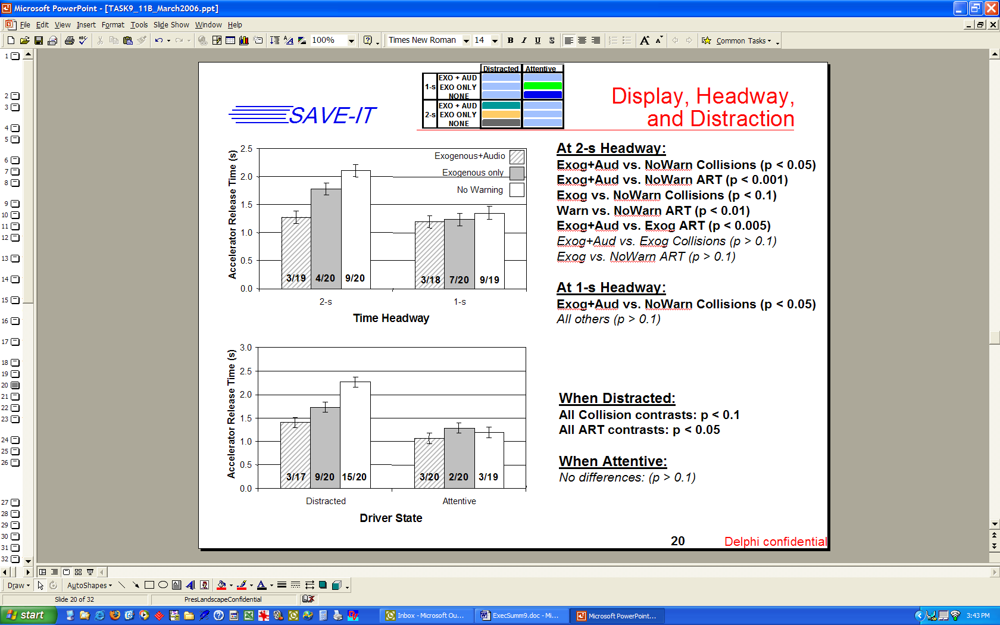 Microsoft PowerPoint - [TASK9_11B_March2006.ppt]
File Edit View Insert Format Tools Slide Show Window Help
100% Times New Roman 14 B I U S A A Common Tasks
1
2
3
4
5
6
7
8
9
10
11
12
13
14
15
16
17
18
19
20
21
22
23
24
25
26
27
28
29
30
31
32
Distracted Attentive
1-s EXO + AUD
EXO ONLY
NONE
2-s EXO + AUD
EXO ONLY
NONE
SAVE-IT
Display, Headway,
and Distraction
Accelerator Release Time (s)
2.5
2.0
1.5
1.0
0.5
0.0
Exogenous+Audio
Exogenous only
No Warning
3/19 4/20 9/20 3/18 7/20 9/19
2-s 1-s
Time Headway
At 2-s Headway:
Exog+Aud vs. NoWarn Collisions (p < 0.05)
Exog+Aud vs. NoWarn ART (p < 0.001)
Exog vs. NoWarn Collisions (p < 0.1)
Warn vs. NoWarn ART (p < 0.01)
Exog+Aud vs. Exog ART (p < 0.005)
Exog+Aud vs. Exog Collisions (p > 0.1)
Exog vs. NoWarn ART (p > 0.1)
At 1-s Headway:
Exog+Aud vs. NoWarn Collisions (p < 0.05)
All others (p > 0.1)
Accelerator Release Time (s)
3.0
2.5
2.0
1.5
1.0
0.5
0.0
3/17 9/20 15/20 3/20 2/20 3/19
Distracted Attentive
Driver State
When Distracted:
All Collision contrasts: p < 0.1
All ART contrasts: p < 0.05
When Attentive:
No differences: (p > 0.1)
20 Delphi confidential
Draw AutoShapes A
Slide 20 of 32 PresLandscapeConfidential
start Inbox - Microsoft Ou... ExecSumm9.doc - Mi... Microsoft PowerPoint... 3:43 PM